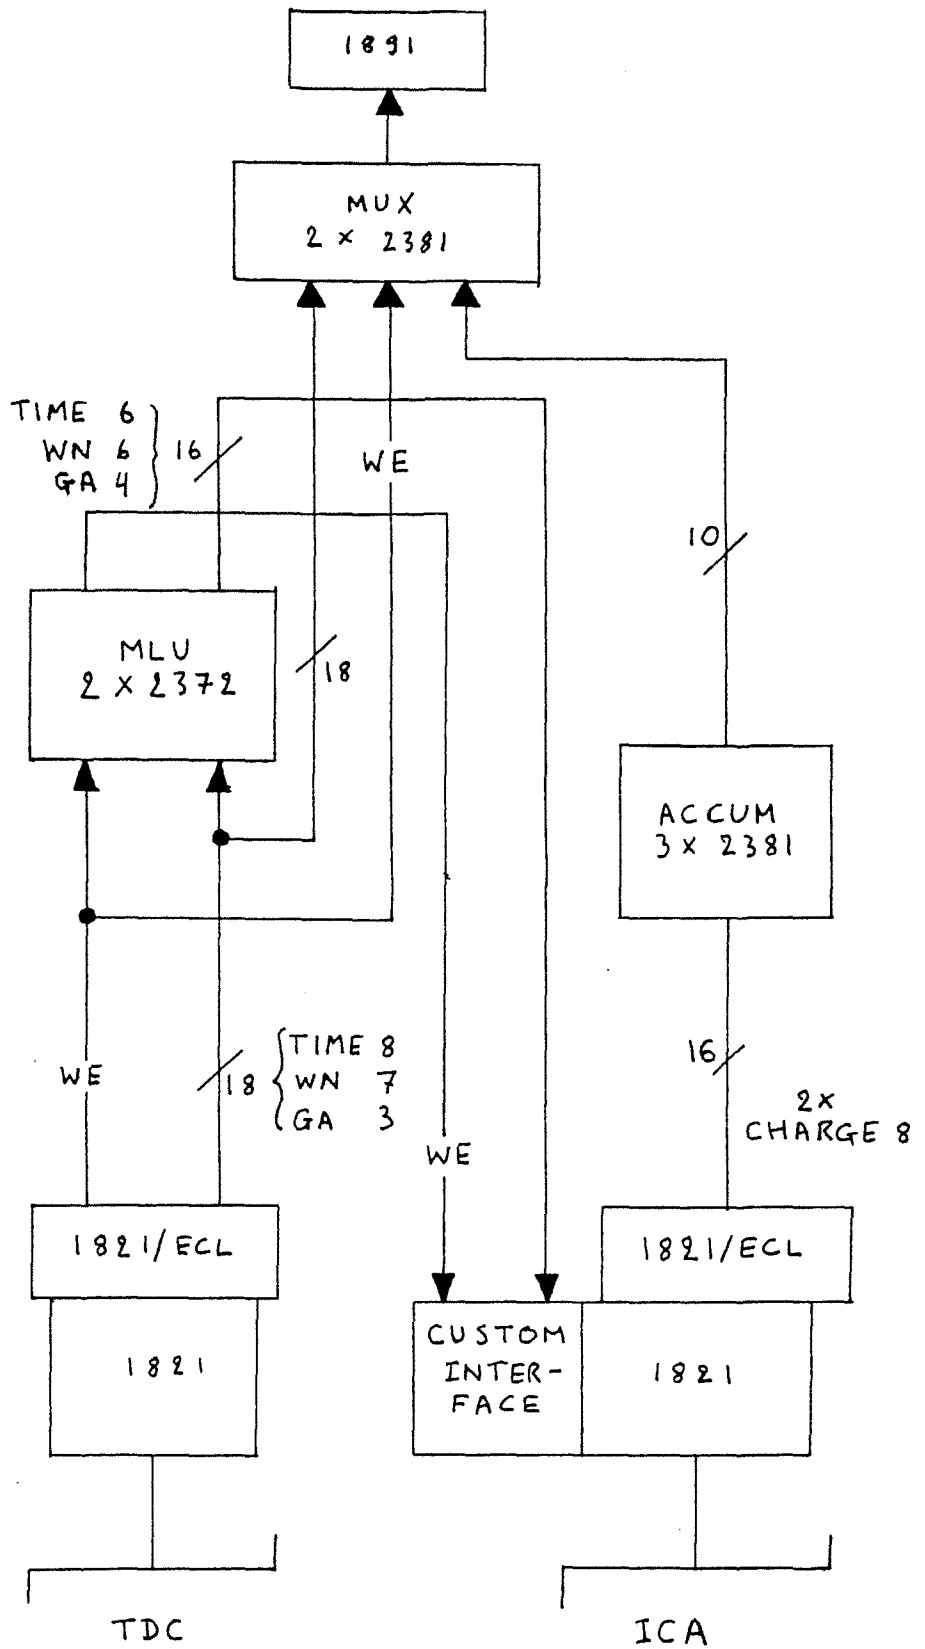 1891
MUX
2 × 2381
TIME 6
WN 6
GA 4
16
WE
10
MLU
2 × 2372
18
ACCUM
3 × 2381
WE
18
TIME 8
WN 7
GA 3
16
2×
CHARGE 8
WE
1821/ECL
1821/ECL
1821
CUSTOM
INTER-
FACE
1821
TDC
ICA